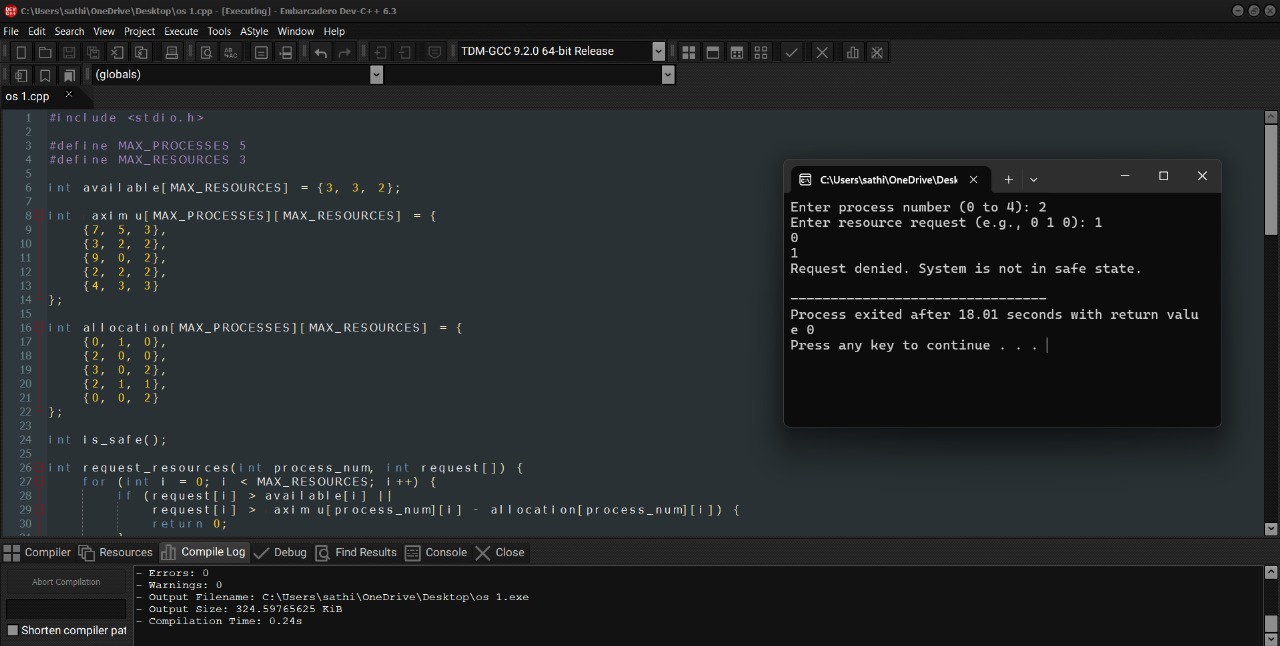 C:\Users\sathi\OneDrive\Desktop\os 1.cpp - [Executing] - Embarcadero Dev-C++ 6.3
File Edit Search View Project Execute Tools AStyle Window Help
TDM-GCC 9.2.0 64-bit Release
(globals)
os 1.cpp
1 #include <stdio.h>
2
3 #define MAX_PROCESSES 5
4 #define MAX_RESOURCES 3
5
6 int available[MAX_RESOURCES] = {3, 3, 2};
7
8 int aximu[MAX_PROCESSES][MAX_RESOURCES] = {
9 {7, 5, 3},
10 {3, 2, 2},
11 {9, 0, 2},
12 {2, 2, 2},
13 {4, 3, 3}
14 };
15
16 int allocation[MAX_PROCESSES][MAX_RESOURCES] = {
17 {0, 1, 0},
18 {2, 0, 0},
19 {3, 0, 2},
20 {2, 1, 1},
21 {0, 0, 2}
22 };
23
24 int is_safe();
25
26 int request_resources(int process_num, int request[]) {
27 for (int i = 0; i < MAX_RESOURCES; i++) {
28 if (request[i] > available[i] ||
29 request[i] > aximu[process_num][i] - allocation[process_num][i]) {
30 return 0;
C:\Users\sathi\OneDrive\Desk
Enter process number (0 to 4): 2
Enter resource request (e.g., 0 1 0): 1
0
1
Request denied. System is not in safe state.
--------------------------------
Process exited after 18.01 seconds with return valu
e 0
Press any key to continue . . .
Compiler Resources Compile Log Debug Find Results Console Close
Abort Compilation
Shorten compiler pat
- Errors: 0
- Warnings: 0
- Output Filename: C:\Users\sathi\OneDrive\Desktop\os 1.exe
- Output Size: 324.59765625 KiB
- Compilation Time: 0.24s